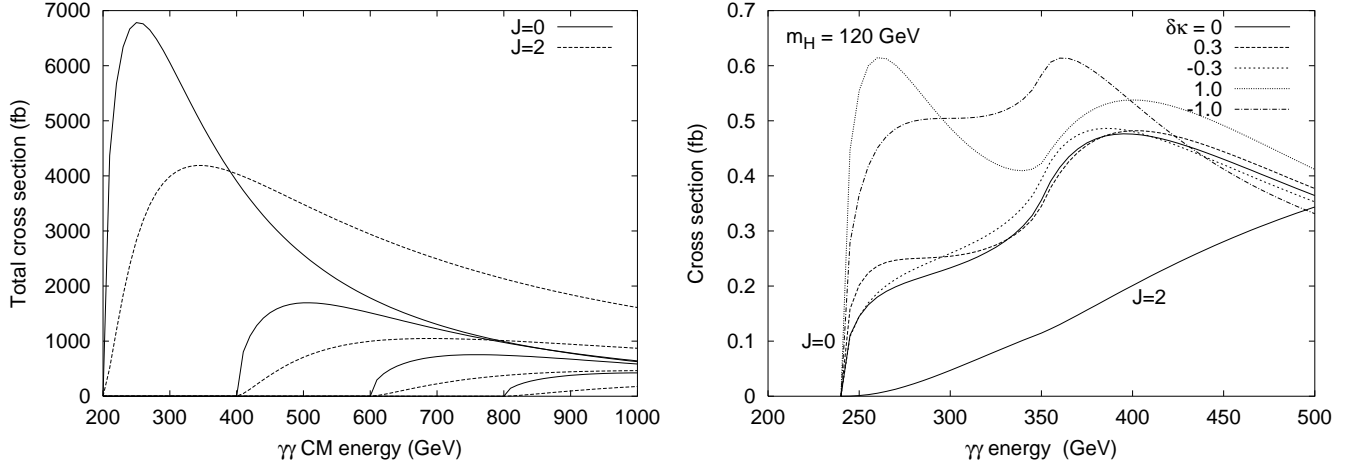 7000
6000
5000
4000
3000
2000
1000
0
Total cross section (fb)
J=0
J=2
200 300 400 500 600 700 800 900 1000
γγ CM energy (GeV)
0.7
0.6
0.5
0.4
0.3
0.2
0.1
0
Cross section (fb)
m_H = 120 GeV
δκ = 0
0.3
-0.3
1.0
-1.0
J=0
J=2
200 250 300 350 400 450 500
γγ energy (GeV)